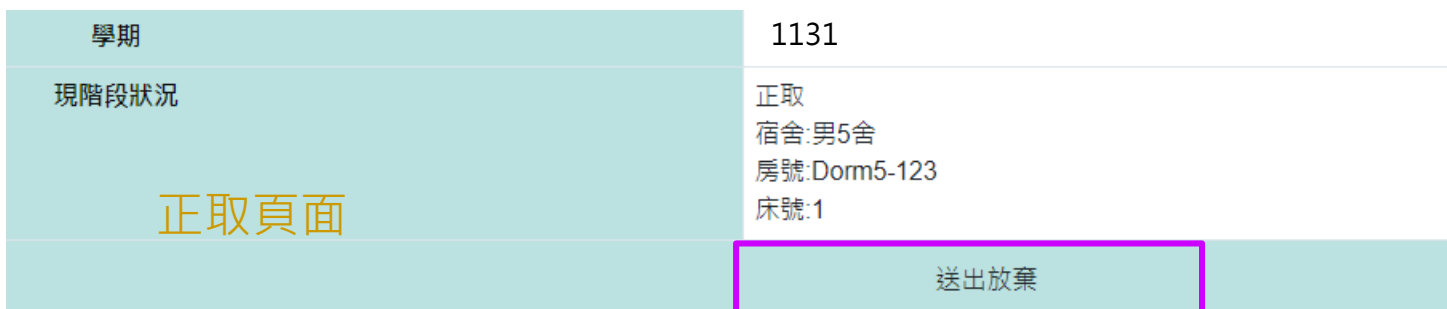 學期
1131
現階段狀況
正取
宿舍:男5舍
房號:Dorm5-123
床號:1
正取頁面
送出放棄